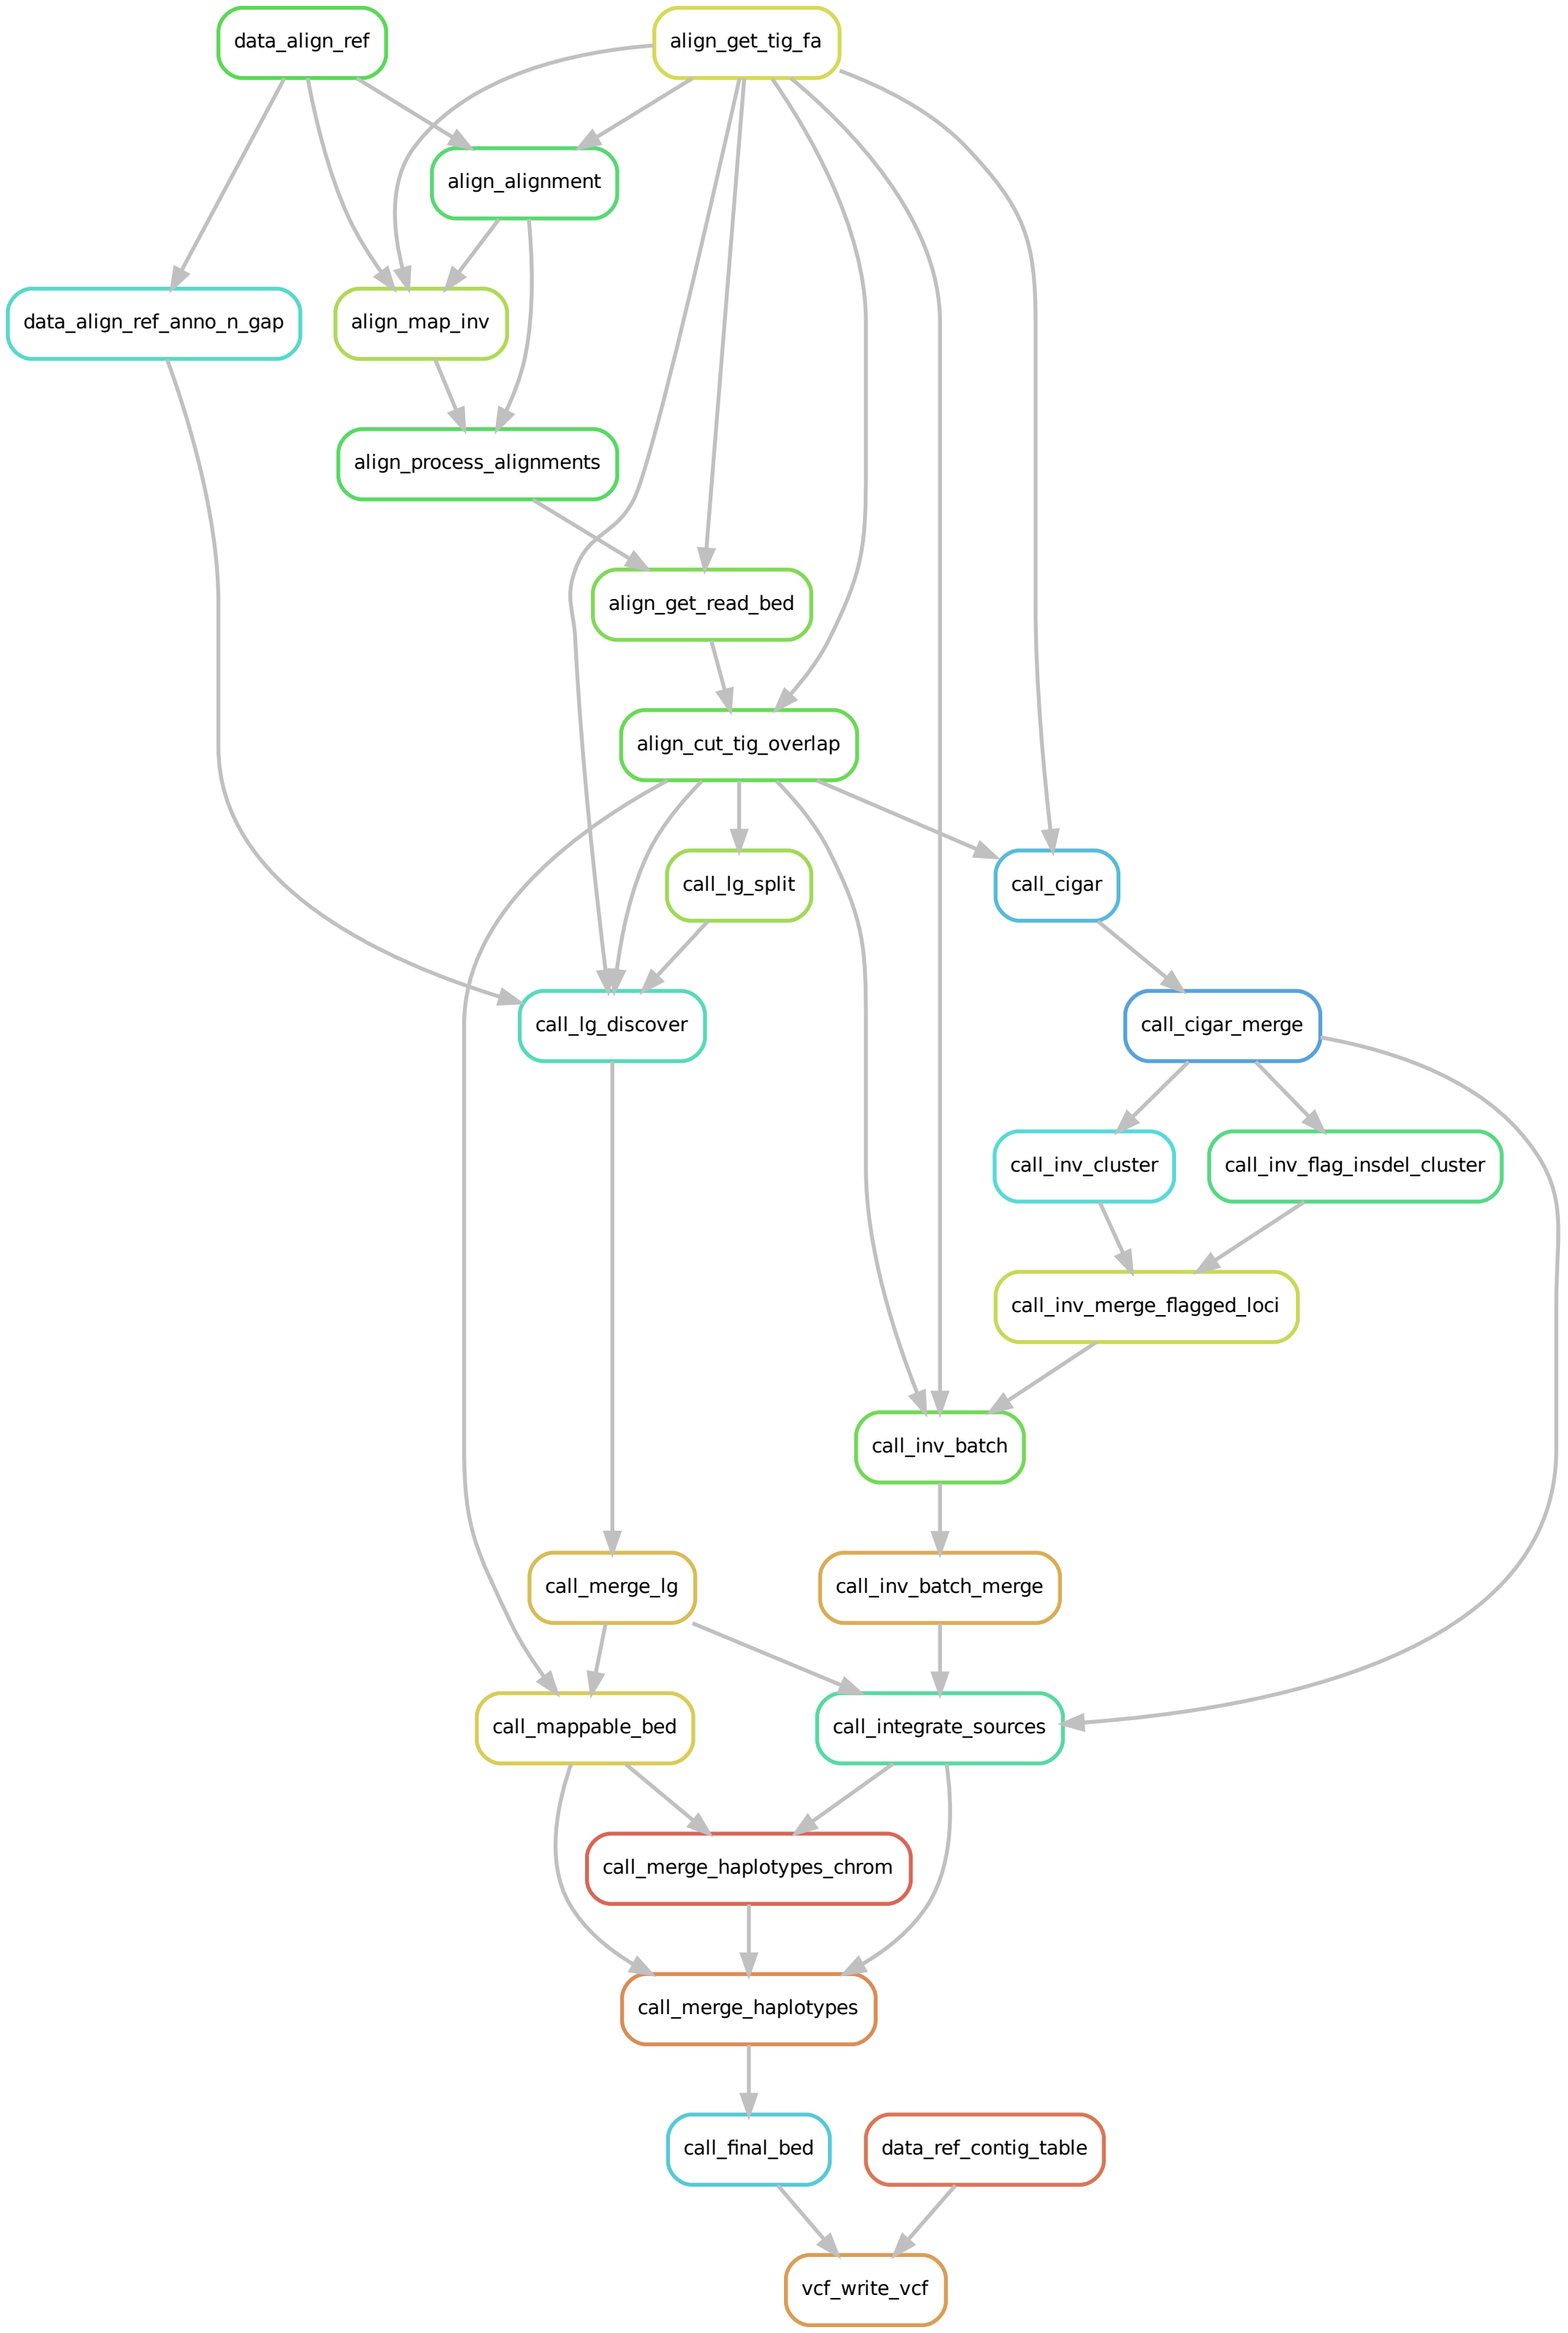 data_align_ref
align_get_tig_fa
align_alignment
data_align_ref_anno_n_gap
align_map_inv
align_process_alignments
align_get_read_bed
align_cut_tig_overlap
call_lg_split
call_cigar
call_lg_discover
call_cigar_merge
call_inv_cluster
call_inv_flag_insdel_cluster
call_inv_merge_flagged_loci
call_inv_batch
call_merge_lg
call_inv_batch_merge
call_mappable_bed
call_integrate_sources
call_merge_haplotypes_chrom
call_merge_haplotypes
call_final_bed
data_ref_contig_table
vcf_write_vcf